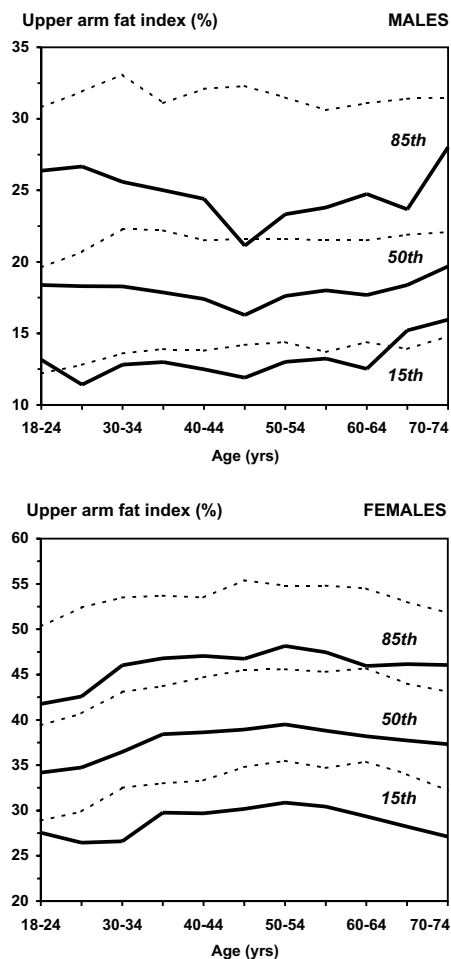 Upper arm fat index (%) MALES
35
30
85th
25
20
50th
15
15th
10
18-24 30-34 40-44 50-54 60-64 70-74
Age (yrs)
Upper arm fat index (%) FEMALES
60
55
50
85th
45
40
50th
35
15th
30
25
20
18-24 30-34 40-44 50-54 60-64 70-74
Age (yrs)